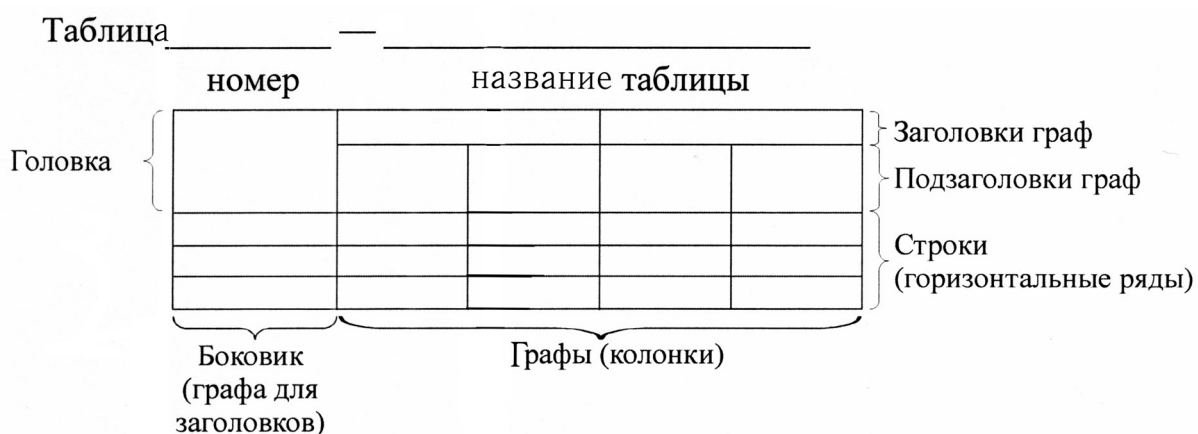 Таблица — 
номер название таблицы
Головка
Заголовки граф
Подзаголовки граф
Строки
(горизонтальные ряды)
Боковик
(графа для
заголовков)
Графы (колонки)